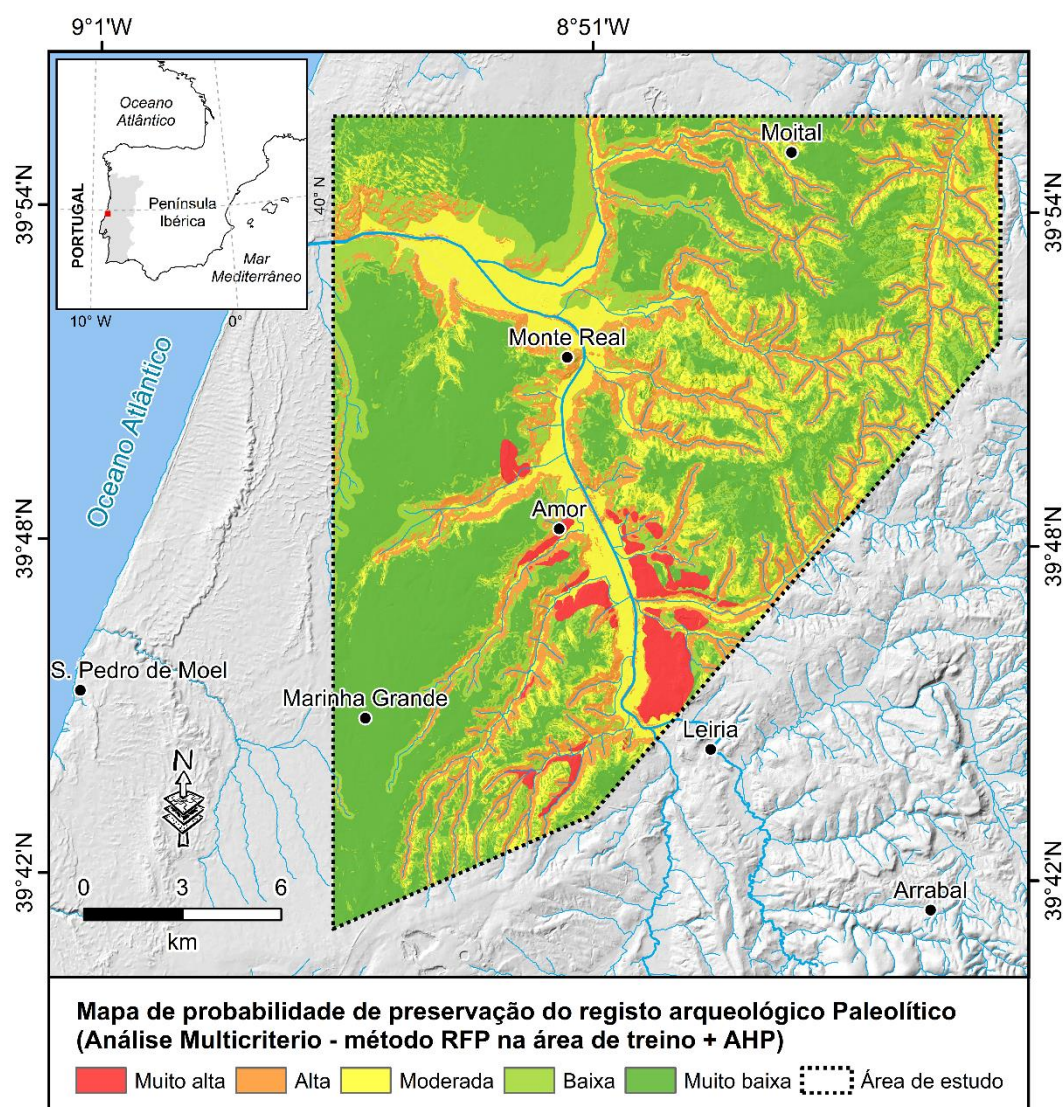 9°1'W
8°51'W
Oceano
Atlântico
PORTUGAL
Península
Ibérica
40° N
Mar
Mediterrâneo
10° W
0°
39°54'N
39°54'N
Moital
Monte Real
Oceano Atlântico
Amor
39°48'N
39°48'N
S. Pedro de Moel
Marinha Grande
Leiria
N
39°42'N
39°42'N
Arrabal
0
3
6
km
Mapa de probabilidade de preservação do registo arqueológico Paleolítico
(Análise Multicriterio - método RFP na área de treino + AHP)
Muito alta
Alta
Moderada
Baixa
Muito baixa
Área de estudo